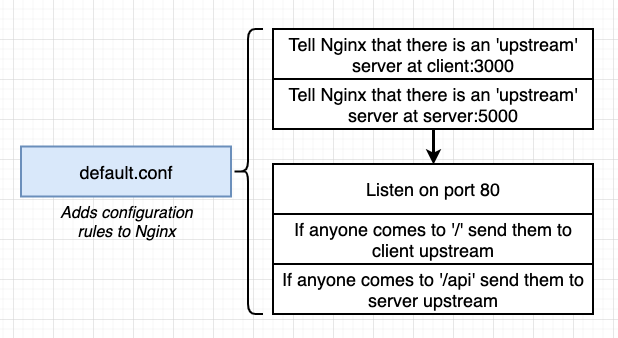 Tell Nginx that there is an 'upstream'
server at client:3000
Tell Nginx that there is an 'upstream'
server at server:5000
default.conf
Adds configuration
rules to Nginx
Listen on port 80
If anyone comes to '/' send them to
client upstream
If anyone comes to '/api' send them to
server upstream